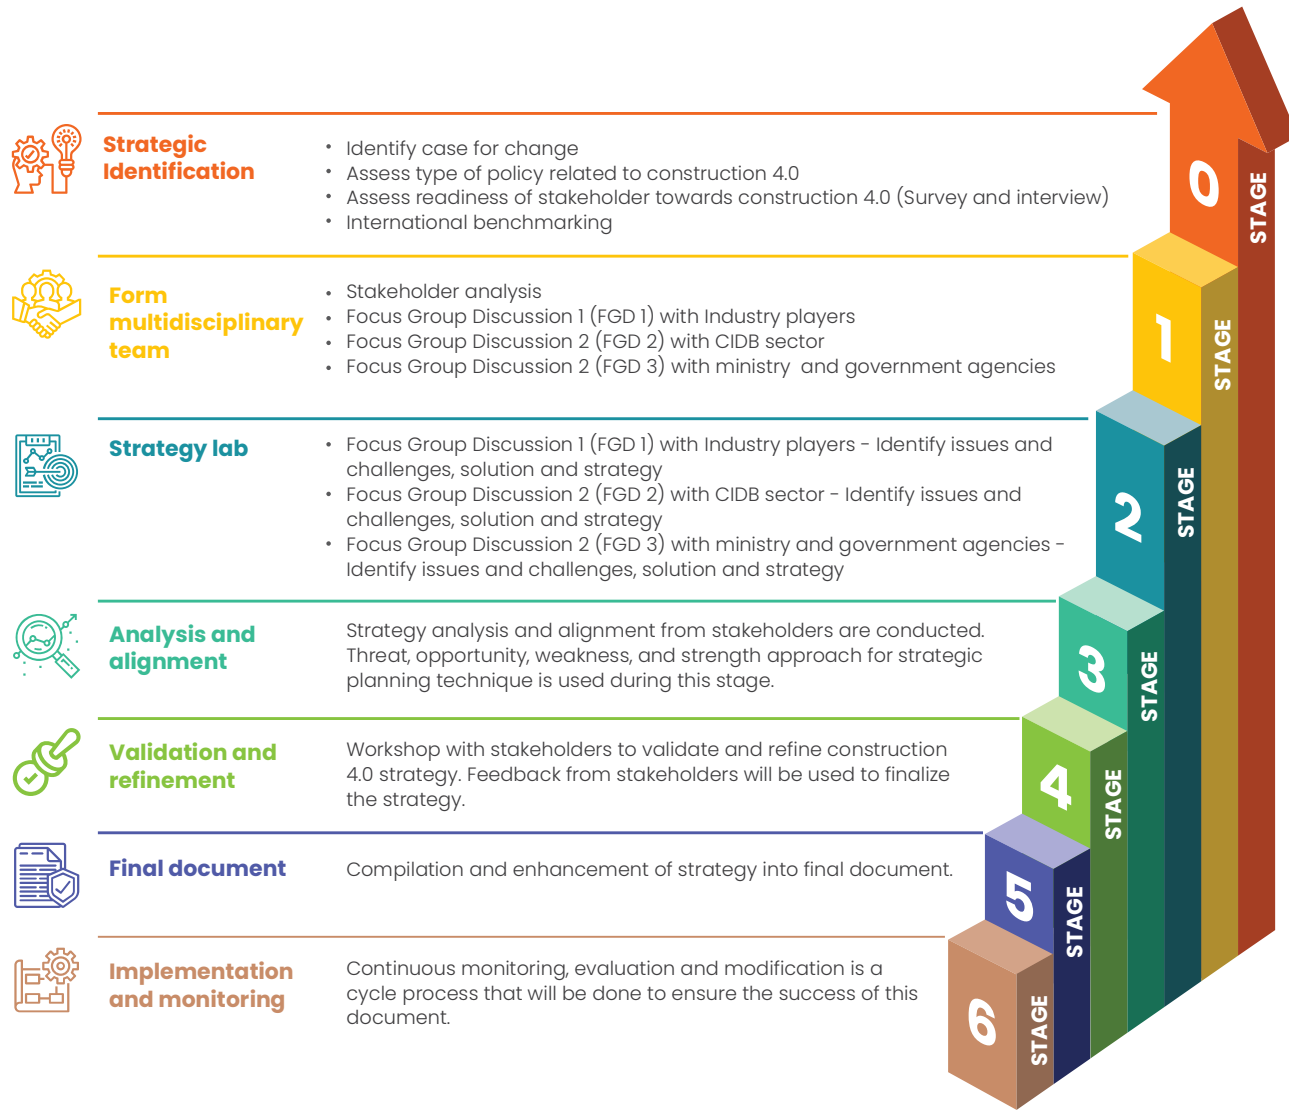 Strategic
Identification
• Identify case for change
• Assess type of policy related to construction 4.0
• Assess readiness of stakeholder towards construction 4.0 (Survey and interview)
• International benchmarking
0
STAGE
Form
multidisciplinary
team
• Stakeholder analysis
• Focus Group Discussion 1 (FGD 1) with Industry players
• Focus Group Discussion 2 (FGD 2) with CIDB sector
• Focus Group Discussion 2 (FGD 3) with ministry and government agencies
1
STAGE
Strategy lab
• Focus Group Discussion 1 (FGD 1) with Industry players - Identify issues and
challenges, solution and strategy
• Focus Group Discussion 2 (FGD 2) with CIDB sector - Identify issues and
challenges, solution and strategy
• Focus Group Discussion 2 (FGD 3) with ministry and government agencies -
Identify issues and challenges, solution and strategy
2
STAGE
Analysis and
alignment
Strategy analysis and alignment from stakeholders are conducted.
Threat, opportunity, weakness, and strength approach for strategic
planning technique is used during this stage.
3
STAGE
Validation and
refinement
Workshop with stakeholders to validate and refine construction
4.0 strategy. Feedback from stakeholders will be used to finalize
the strategy.
4
STAGE
Final document
Compilation and enhancement of strategy into final document.
5
STAGE
Implementation
and monitoring
Continuous monitoring, evaluation and modification is a
cycle process that will be done to ensure the success of this
document.
6
STAGE